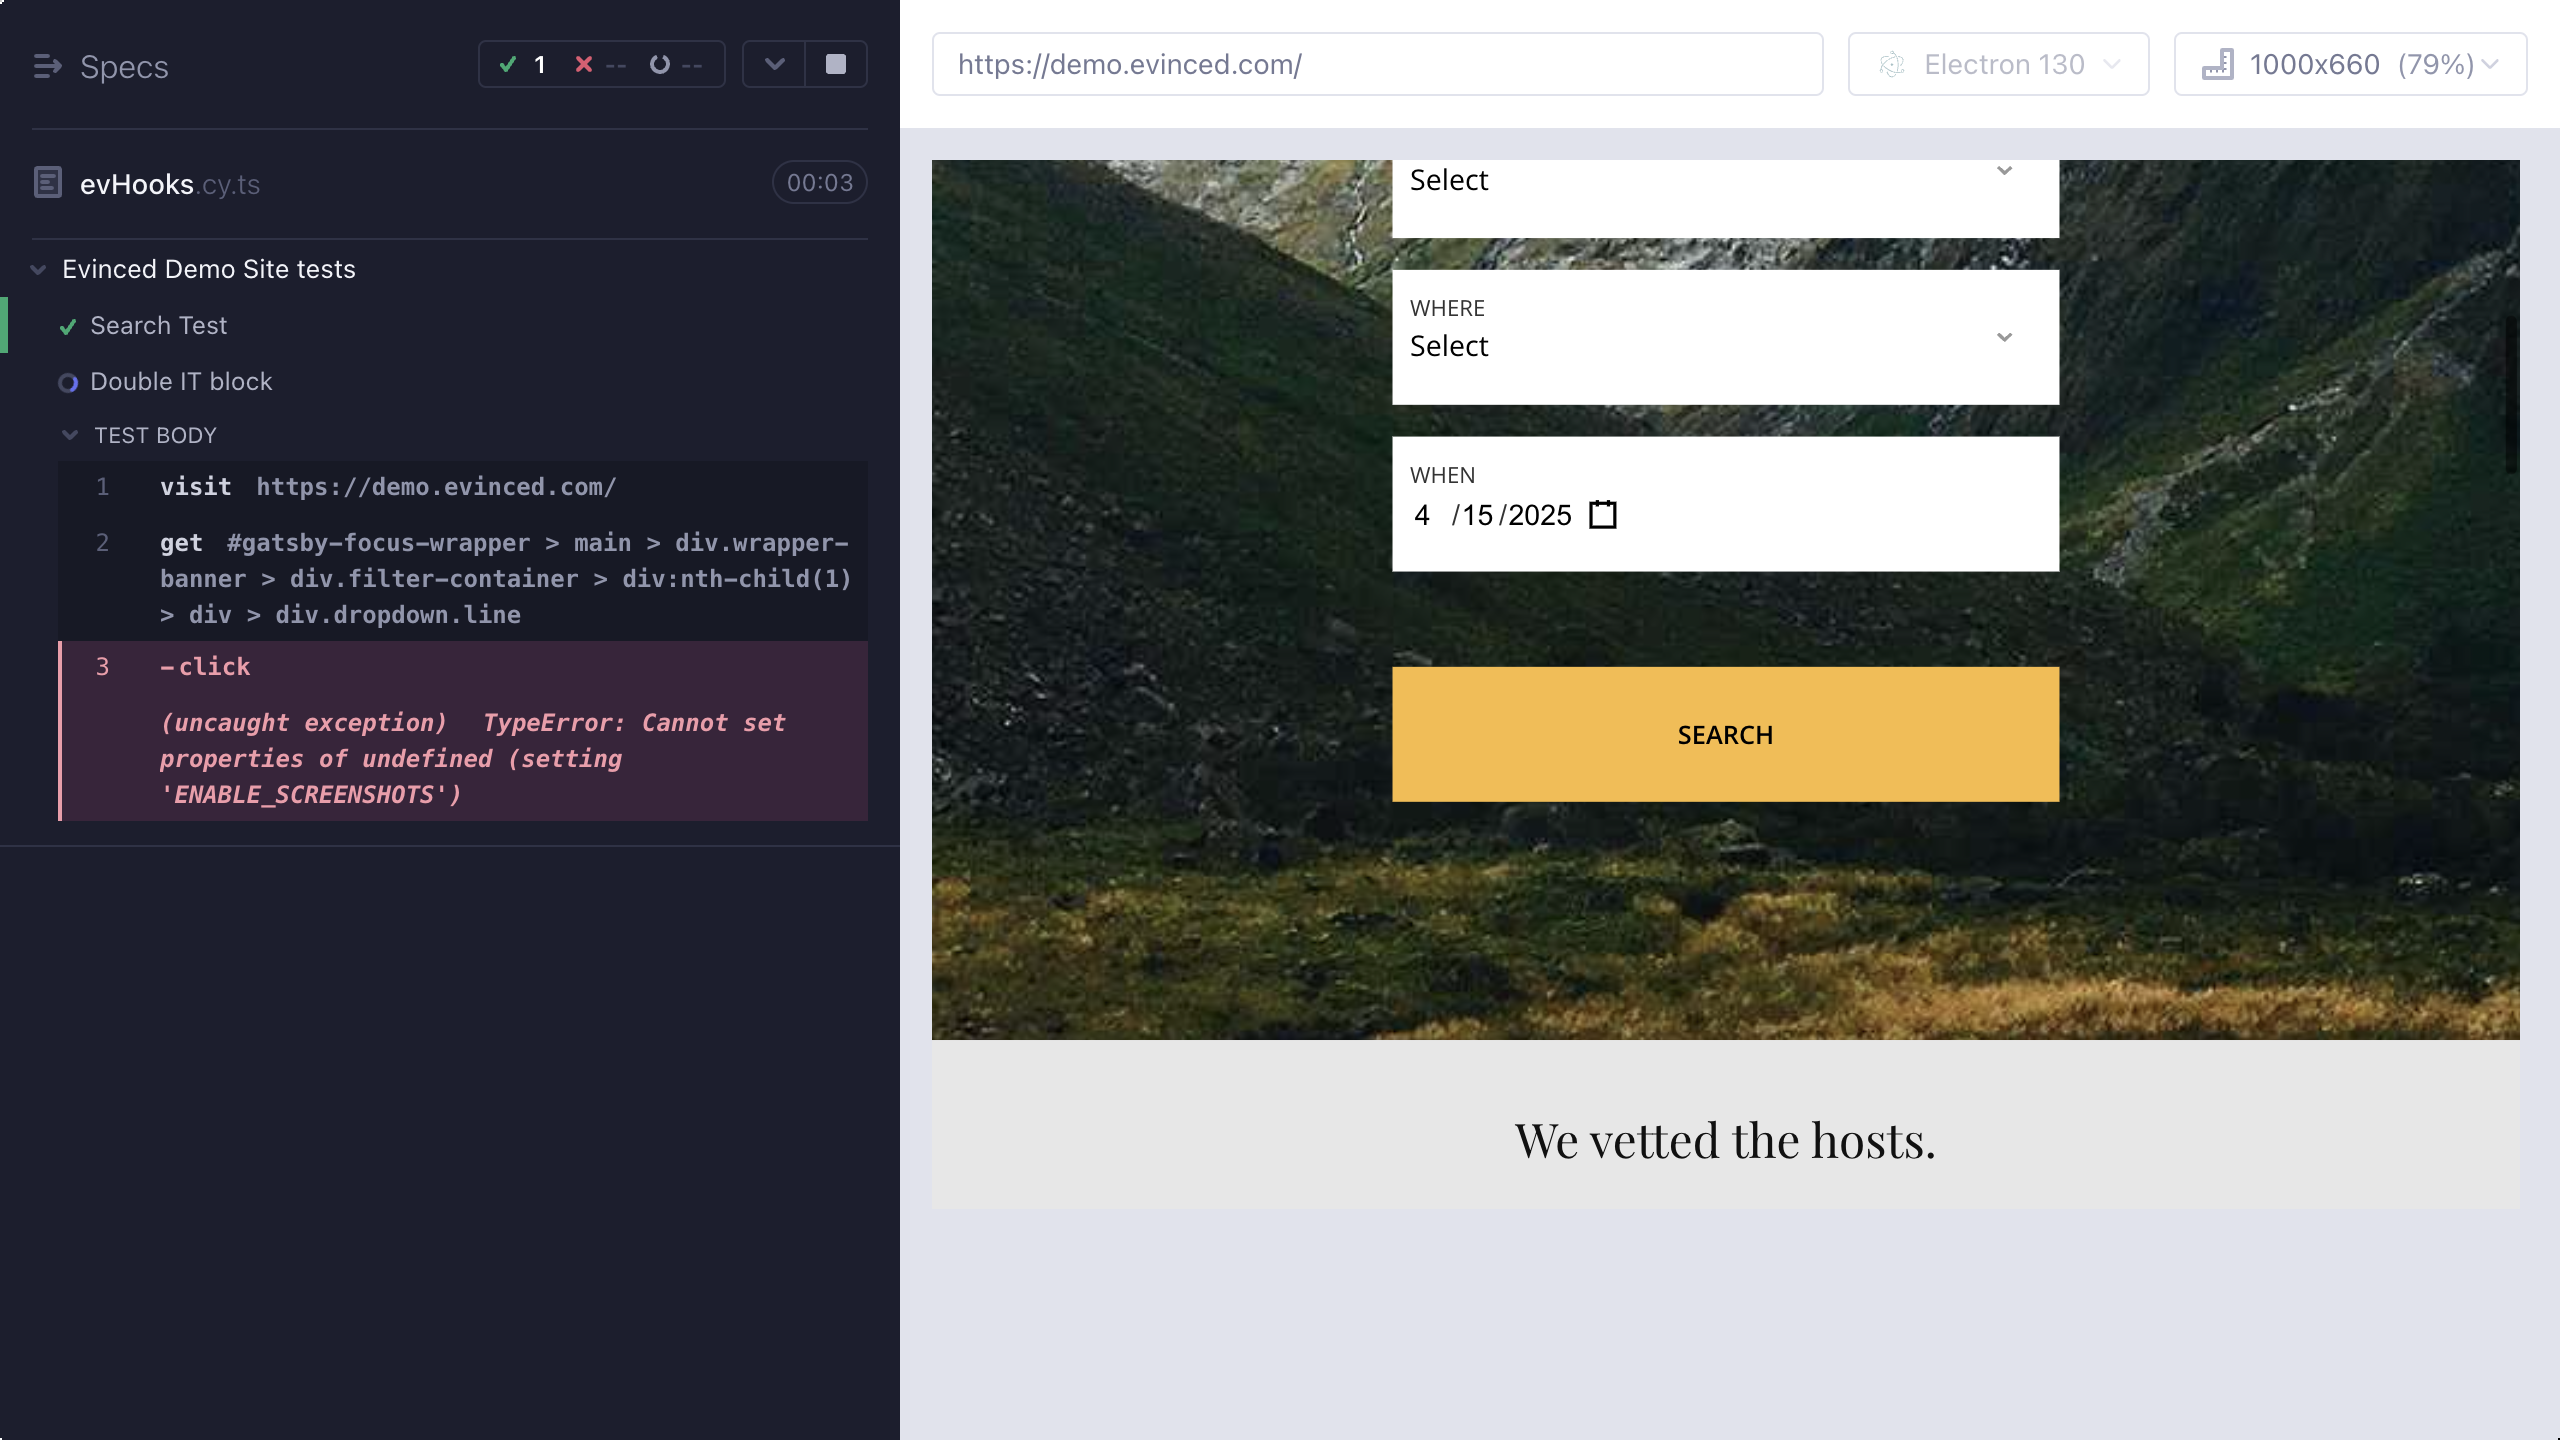 Specs
1
--
--
evHooks.cy.ts
00:03
Evinced Demo Site tests
Search Test
Double IT block
TEST BODY
1 visit https://demo.evinced.com/
2 get #gatsby-focus-wrapper > main > div.wrapper-
banner > div.filter-container > div:nth-child(1)
> div > div.dropdown.line
3 -click
(uncaught exception) TypeError: Cannot set
properties of undefined (setting
'ENABLE_SCREENSHOTS')
https://demo.evinced.com/
Electron 130
1000x660 (79%)
Select
WHERE
Select
WHEN
4 /15/2025
SEARCH
We vetted the hosts.